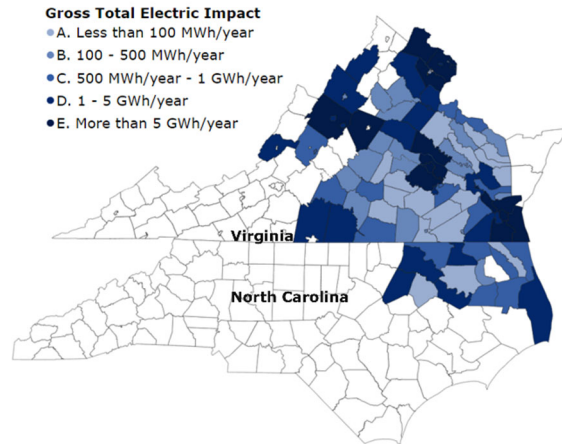 Gross Total Electric Impact
A. Less than 100 MWh/year
B. 100 - 500 MWh/year
C. 500 MWh/year - 1 GWh/year
D. 1 - 5 GWh/year
E. More than 5 GWh/year
Virginia
North Carolina